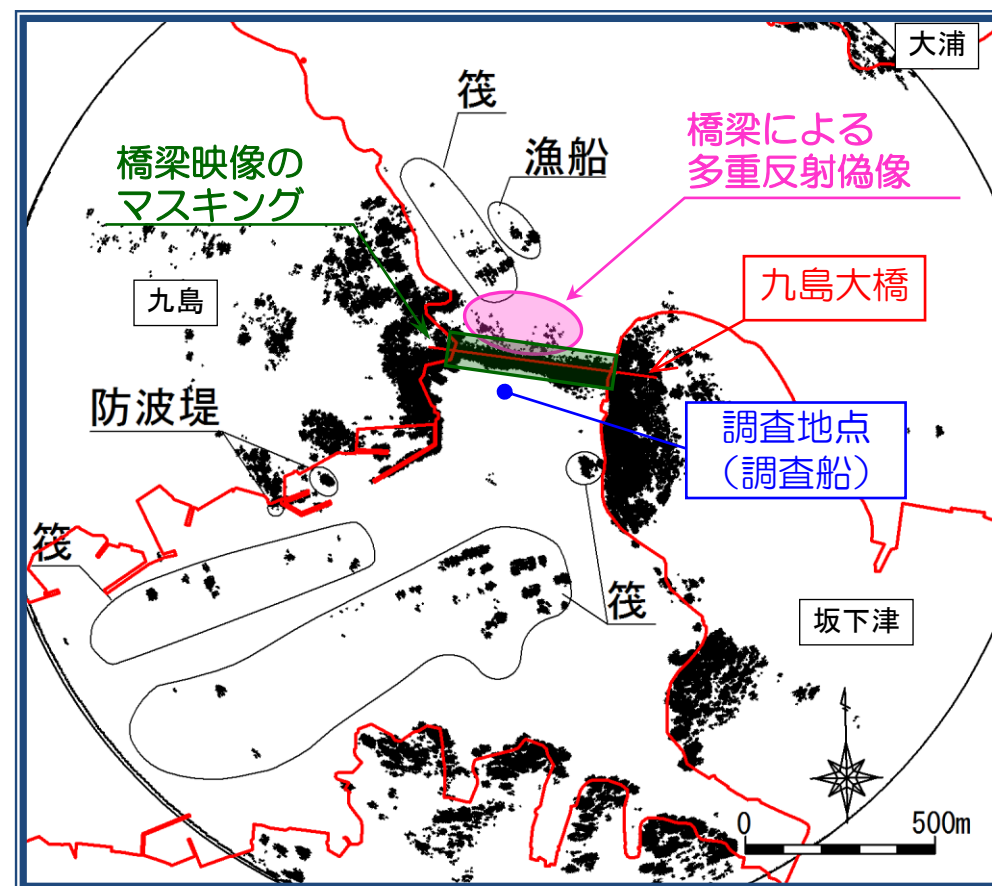 大浦
筏
橋梁による
多重反射偽像
漁船
橋梁映像の
マスキング
九島大橋
九島
防波堤
調査地点
（調査船）
筏
筏
坂下津
0
500m